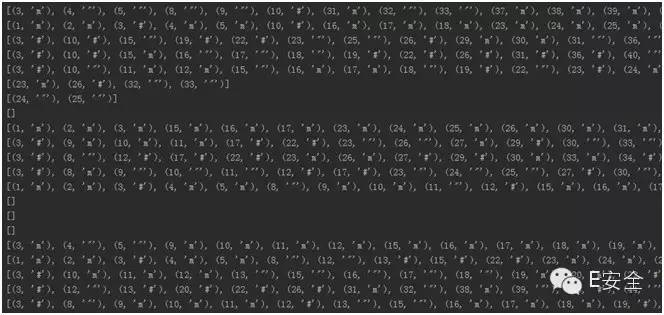 [(3, 'm'), (4, '"'), (5, '"'), (8, '"'), (9, '"'), (10, '#'), (31, 'm'), (32, '"'), (33, '"'), (37, 'm'), (38, 'm'), (39, 'm'),
[(1, 'm'), (2, 'm'), (3, '#'), (4, 'm'), (5, 'm'), (10, '#'), (16, 'm'), (17, 'm'), (18, 'm'), (23, 'm'), (24, 'm'), (25, 'm'),
[(3, '#'), (10, '#'), (15, '"'), (19, '#'), (22, '#'), (23, '"'), (25, '"'), (26, '#'), (29, 'm'), (30, 'm'), (31, '"'), (36,
[(3, '#'), (10, '#'), (15, 'm'), (16, '"'), (17, '"'), (18, '"'), (19, '#'), (22, '#'), (26, '#'), (31, '#'), (36, '#'), (40, '"'
[(3, '#'), (10, '"'), (11, 'm'), (12, 'm'), (15, '"'), (16, 'm'), (17, 'm'), (18, '"'), (19, '#'), (22, '"'), (23, '#'), (24, 'm'
[(23, 'm'), (26, '#'), (32, '"'), (33, '"')]
[(24, '"'), (25, '"')]
[]
[(1, 'm'), (2, 'm'), (3, 'm'), (15, 'm'), (16, 'm'), (17, 'm'), (23, 'm'), (24, 'm'), (25, 'm'), (26, 'm'), (30, 'm'), (31, 'm'),
[(3, '#'), (9, 'm'), (10, 'm'), (11, 'm'), (17, '#'), (22, '#'), (23, '"'), (26, '"'), (27, 'm'), (29, '#'), (30, '"'), (33, '"'),
[(3, '#'), (8, '"'), (12, '#'), (17, '#'), (22, '#'), (23, 'm'), (26, 'm'), (27, '#'), (29, '#'), (30, 'm'), (33, 'm'), (34, '#'),
[(3, '#'), (8, 'm'), (9, '"'), (10, '"'), (11, '"'), (12, '#'), (17, '#'), (23, '"'), (24, '"'), (25, '"'), (27, '#'), (30, '"'),
[(1, 'm'), (2, 'm'), (3, '#'), (4, 'm'), (5, 'm'), (8, '"'), (9, 'm'), (10, 'm'), (11, '"'), (12, '#'), (15, 'm'), (16, 'm'), (17
[]
[]
[]
[(3, 'm'), (4, '"'), (5, '"'), (9, 'm'), (10, 'm'), (11, 'm'), (12, 'm'), (15, 'm'), (16, 'm'), (17, 'm'), (18, 'm'), (19, 'm'),
[(1, 'm'), (2, 'm'), (3, '#'), (4, 'm'), (5, 'm'), (8, '#'), (12, '"'), (13, '#'), (15, 'm'), (22, '#'), (23, 'm'), (24, 'm'), (2
[(3, '#'), (10, 'm'), (11, 'm'), (12, '#'), (13, '"'), (15, '"'), (16, '"'), (17, 'm'), (18, 'm'), (19, 'm'), (20,
[(3, '#'), (12, '"'), (13, '#'), (20, '#'), (22, '#'), (26, '#'), (31, '"'), (32, '"'), (38, 'm'), (39,
[(3, '#'), (8, '"'), (9, 'm'), (10, 'm'), (11, 'm'), (12, '#'), (13, '"'), (15, '"'), (16, 'm'), (17, 'm'), (18, 'm'), (19, '#'),
E安全